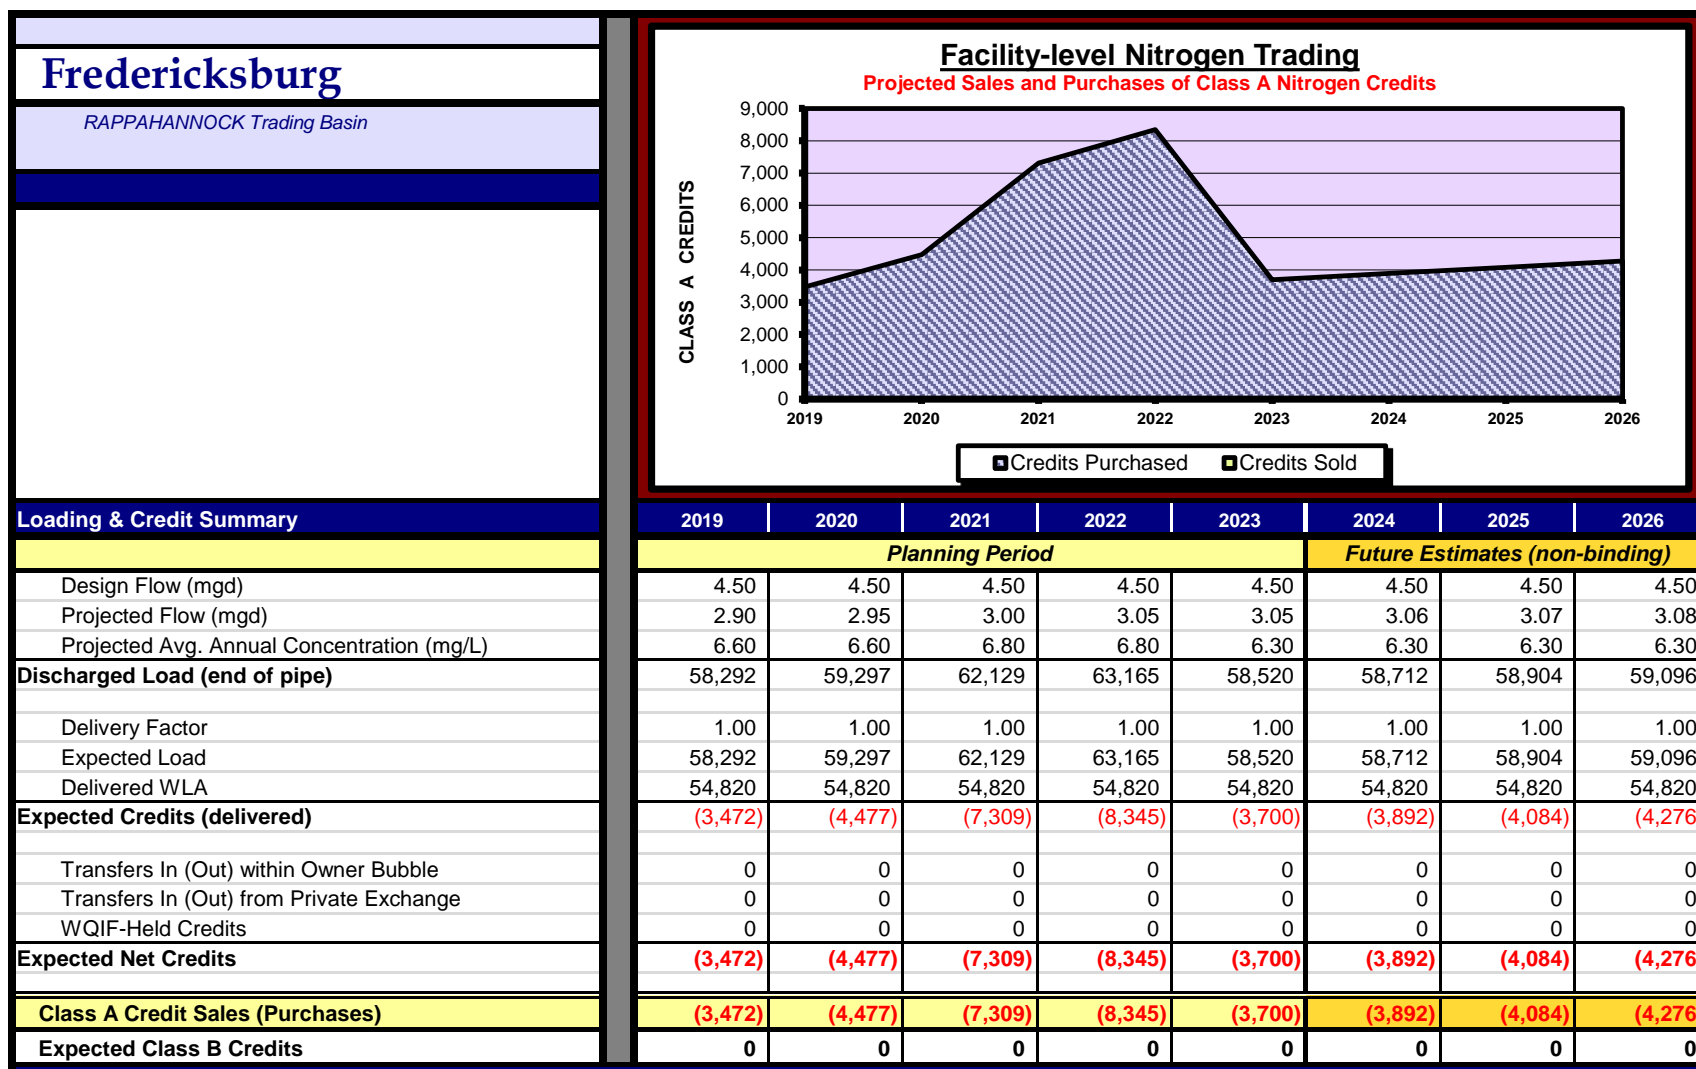 Fredericksburg
RAPPAHANNOCK Trading Basin
Facility-level Nitrogen Trading
Projected Sales and Purchases of Class A Nitrogen Credits
CLASS A CREDITS
9,000
8,000
7,000
6,000
5,000
4,000
3,000
2,000
1,000
0
2019 2020 2021 2022 2023 2024 2025 2026
Credits Purchased Credits Sold
Loading & Credit Summary 2019 2020 2021 2022 2023 2024 2025 2026
Planning Period Future Estimates (non-binding)
Design Flow (mgd) 4.50 4.50 4.50 4.50 4.50 4.50 4.50 4.50
Projected Flow (mgd) 2.90 2.95 3.00 3.05 3.05 3.06 3.07 3.08
Projected Avg. Annual Concentration (mg/L) 6.60 6.60 6.80 6.80 6.30 6.30 6.30 6.30
Discharged Load (end of pipe) 58,292 59,297 62,129 63,165 58,520 58,712 58,904 59,096
Delivery Factor 1.00 1.00 1.00 1.00 1.00 1.00 1.00 1.00
Expected Load 58,292 59,297 62,129 63,165 58,520 58,712 58,904 59,096
Delivered WLA 54,820 54,820 54,820 54,820 54,820 54,820 54,820 54,820
Expected Credits (delivered) (3,472) (4,477) (7,309) (8,345) (3,700) (3,892) (4,084) (4,276
Transfers In (Out) within Owner Bubble 0 0 0 0 0 0 0 0
Transfers In (Out) from Private Exchange 0 0 0 0 0 0 0 0
WQIF-Held Credits 0 0 0 0 0 0 0 0
Expected Net Credits (3,472) (4,477) (7,309) (8,345) (3,700) (3,892) (4,084) (4,276
Class A Credit Sales (Purchases) (3,472) (4,477) (7,309) (8,345) (3,700) (3,892) (4,084) (4,276
Expected Class B Credits 0 0 0 0 0 0 0 0